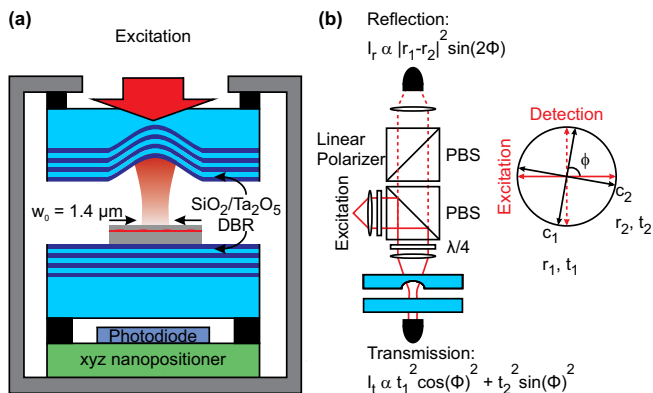 (a)
Excitation
w₀ = 1.4 µm
SiO₂/Ta₂O₅
DBR
Photodiode
xyz nanopositioner
(b)
Reflection:
I_r α |r₁-r₂|² sin(2Φ)
Linear
Polarizer
PBS
Excitation
PBS
λ/4
Transmission:
I_t α t₁² cos(Φ)² + t₂² sin(Φ)²
Detection
Excitation
ϕ
c₂
r₂, t₂
c₁
r₁, t₁